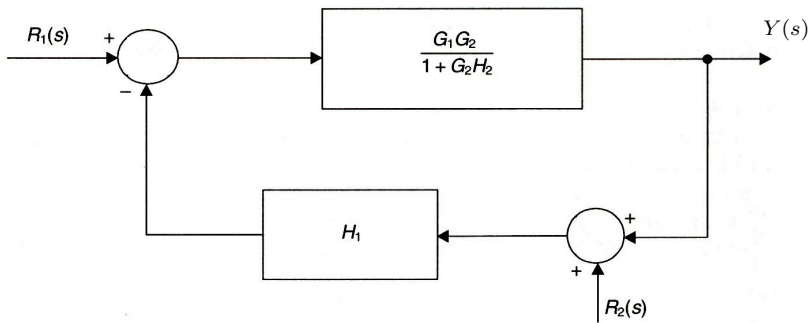 R₁(s)
+
−
G₁G₂
1 + G₂H₂
Y(s)
H₁
+
+
R₂(s)